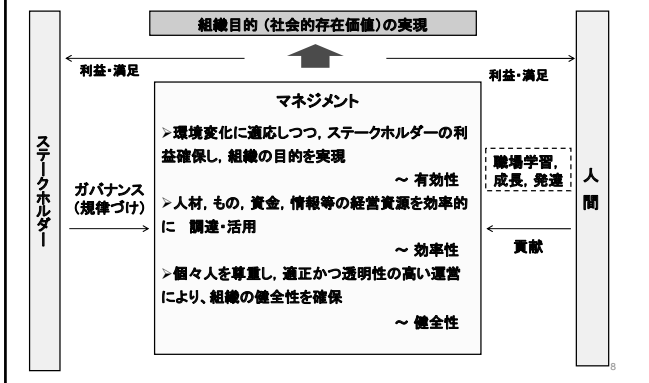 組織目的（社会的存在価値）の実現
利益・満足
利益・満足
ステークホルダー
ガバナンス
（規律づけ）
マネジメント
➢環境変化に適応しつつ，ステークホルダーの利
益確保し，組織の目的を実現
～ 有効性
➢人材，もの，資金，情報等の経営資源を効率的
に　調達・活用
～ 効率性
➢個々人を尊重し，適正かつ透明性の高い運営
により、組織の健全性を確保
～ 健全性
職場学習，
成長，発達
貢献
人間
8